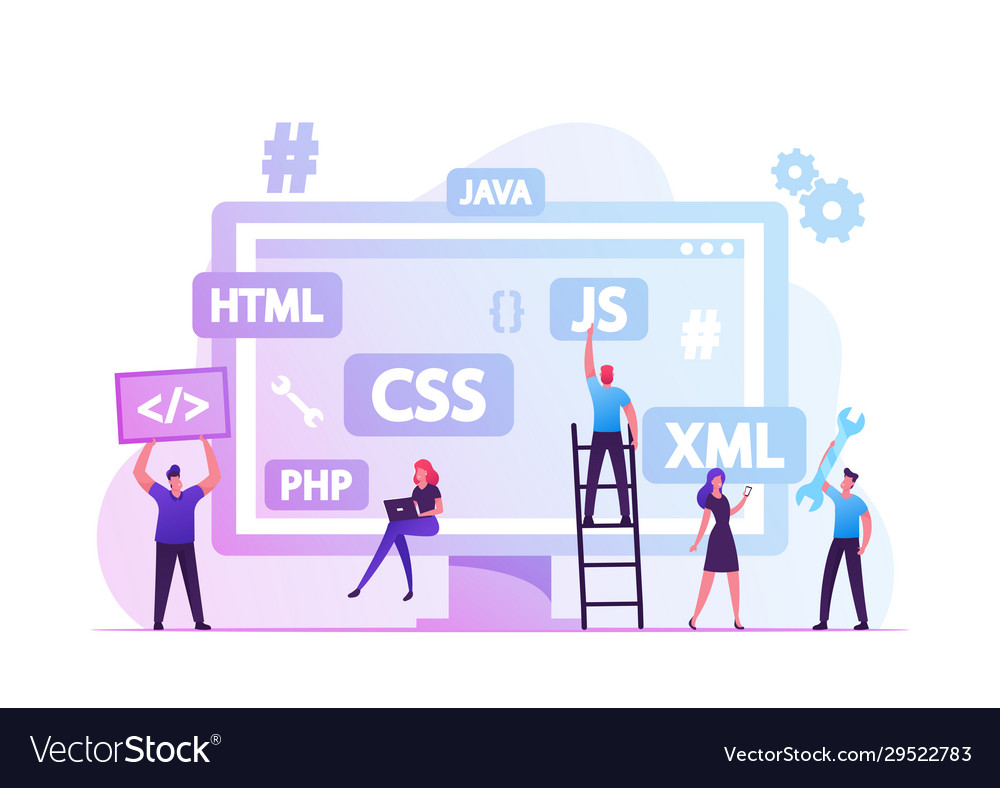 #
JAVA
HTML
{}
JS
#
</>
CSS
XML
PHP
VectorStock®
VectorStock.com/29522783